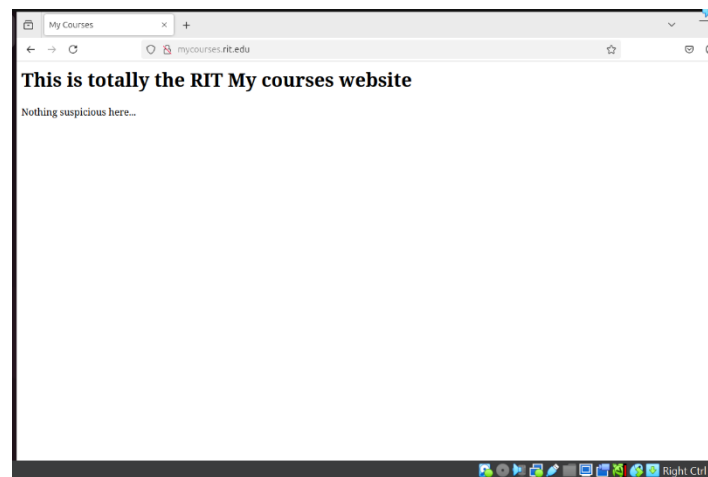 My Courses
mycourses.rit.edu
This is totally the RIT My courses website
Nothing suspicious here...
Right Ctrl